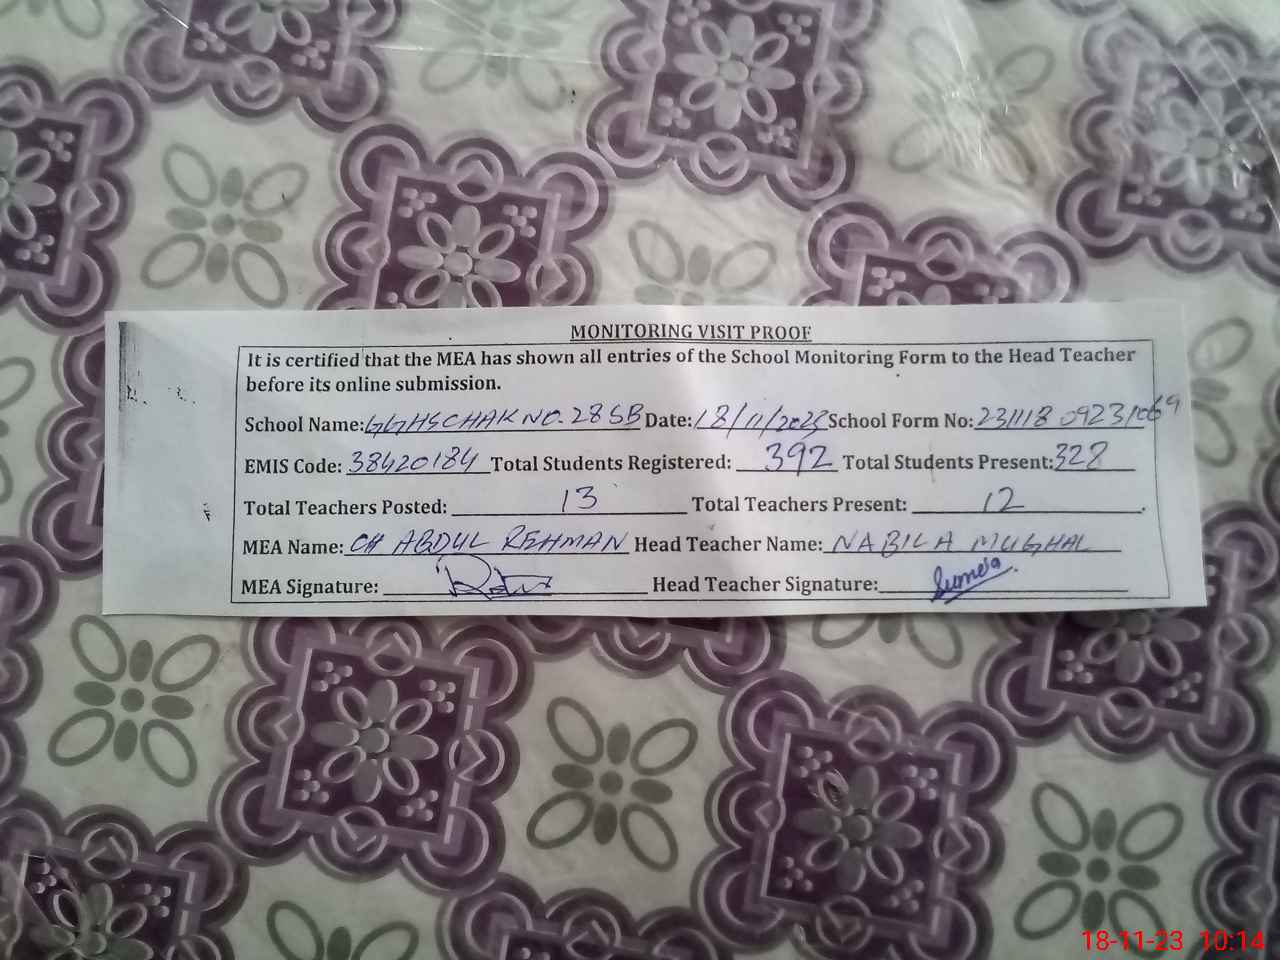 MONITORING VISIT PROOF
It is certified that the MEA has shown all entries of the School Monitoring Form to the Head Teacher
before its online submission.
School Name: GGHS CHAK NO. 28 SB Date: 18/11/2023 School Form No: 231118 09231069
EMIS Code: 38420184 Total Students Registered: 392 Total Students Present: 328
Total Teachers Posted: 13 Total Teachers Present: 12
MEA Name: CH ABDUL REHMAN Head Teacher Name: NABILA MUGHAL
MEA Signature: Head Teacher Signature:
18-11-23 10:14